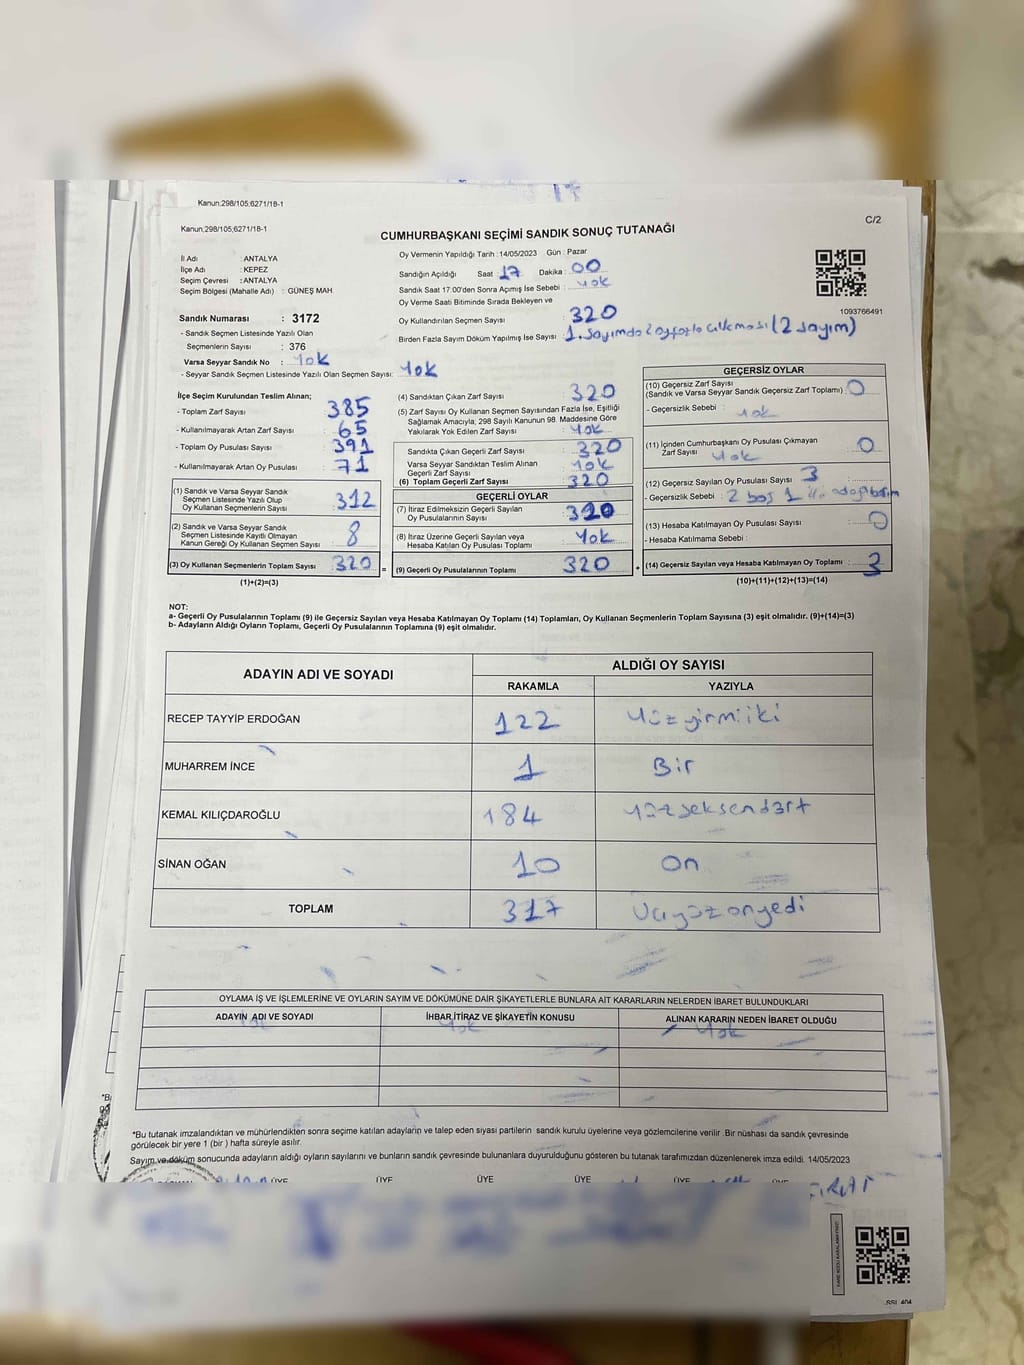 Kanun;298/105;6271/18-1
Kanun;298/105;6271/18-1
C/2
CUMHURBAŞKANI SEÇİMİ SANDIK SONUÇ TUTANAĞI
İl Adı : ANTALYA
İlçe Adı : KEPEZ
Seçim Çevresi : ANTALYA
Seçim Bölgesi (Mahalle Adı) : GÜNEŞ MAH.
Oy Vermenin Yapıldığı Tarih : 14/05/2023 Gün : Pazar
Sandığın Açıldığı Saat 17 Dakika : 00
Sandık Saat 17:00'den Sonra Açımış İse Sebebi : Yok
Oy Verme Saati Bitiminde Sırada Bekleyen ve
Oy Kullandırılan Seçmen Sayısı : 320
Birden Fazla Sayım Döküm Yapılmış İse Sayısı : 1. sayımda (2 sayım)
1093766491
Sandık Numarası : 3172
- Sandık Seçmen Listesinde Yazılı Olan
Seçmenlerin Sayısı : 376
Varsa Seyyar Sandık No : Yok
- Seyyar Sandık Seçmen Listesinde Yazılı Olan Seçmen Sayısı: Yok
İlçe Seçim Kurulundan Teslim Alınan;
- Toplam Zarf Sayısı : 385
- Kullanılmayarak Artan Zarf Sayısı : 65
- Toplam Oy Pusulası Sayısı : 391
- Kullanılmayarak Artan Oy Pusulası : 71
(1) Sandık ve Varsa Seyyar Sandık
Seçmen Listesinde Yazılı Olup
Oy Kullanan Seçmenlerin Sayısı : 312
(2) Sandık ve Varsa Seyyar Sandık
Seçmen Listesinde Kayıtlı Olmayan
Kanun Gereği Oy Kullanan Seçmen Sayısı : 8
(3) Oy Kullanan Seçmenlerin Toplam Sayısı : 320 =
(1)+(2)=(3)
(4) Sandıktan Çıkan Zarf Sayısı : 320
(5) Zarf Sayısı Oy Kullanan Seçmen Sayısından Fazla İse, Eşitliği
Sağlamak Amacıyla; 298 Sayılı Kanunun 98. Maddesine Göre
Yakılarak Yok Edilen Zarf Sayısı : Yok
Sandıkta Çıkan Geçerli Zarf Sayısı : 320
Varsa Seyyar Sandıktan Teslim Alınan
Geçerli Zarf Sayısı : Yok
(6) Toplam Geçerli Zarf Sayısı : 320
GEÇERLİ OYLAR
(7) İtiraz Edilmeksizin Geçerli Sayılan
Oy Pusulalarının Sayısı : 320
(8) İtiraz Üzerine Geçerli Sayılan veya
Hesaba Katılan Oy Pusulası Toplamı : Yok
(9) Geçerli Oy Pusulalarının Toplamı : 320 +
GEÇERSİZ OYLAR
(10) Geçersiz Zarf Sayısı
(Sandık ve Varsa Seyyar Sandık Geçersiz Zarf Toplamı) : 0
- Geçersizlik Sebebi : Yok
(11) İçinden Cumhurbaşkanı Oy Pusulası Çıkmayan
Zarf Sayısı : 0
Yok
(12) Geçersiz Sayılan Oy Pusulası Sayısı : 3
- Geçersizlik Sebebi : 2 boş 1
(13) Hesaba Katılmayan Oy Pusulası Sayısı : 0
- Hesaba Katılmama Sebebi :
(14) Geçersiz Sayılan veya Hesaba Katılmayan Oy Toplamı : 3
(10)+(11)+(12)+(13)=(14)
NOT:
a- Geçerli Oy Pusulalarının Toplamı (9) ile Geçersiz Sayılan veya Hesaba Katılmayan Oy Toplamı (14) Toplamları, Oy Kullanan Seçmenlerin Toplam Sayısına (3) eşit olmalıdır. (9)+(14)=(3)
b- Adayların Aldığı Oyların Toplamı, Geçerli Oy Pusulalarının Toplamına (9) eşit olmalıdır.
ADAYIN ADI VE SOYADI
ALDIĞI OY SAYISI
RAKAMLA YAZIYLA
RECEP TAYYİP ERDOĞAN 122 Yüzyirmiiki
MUHARREM İNCE 1 Bir
KEMAL KILIÇDAROĞLU 184 Yüzseksendört
SİNAN OĞAN 10 On
TOPLAM 317 Üçyüzonyedi
OYLAMA İŞ VE İŞLEMLERİNE VE OYLARIN SAYIM VE DÖKÜMÜNE DAİR ŞİKAYETLERLE BUNLARA AİT KARARLARIN NELERDEN İBARET BULUNDUKLARI
ADAYIN ADI VE SOYADI İHBAR,İTİRAZ VE ŞİKAYETİN KONUSU ALINAN KARARIN NEDEN İBARET OLDUĞU
Yok Yok Yok
*Bu tutanak imzalandıktan ve mühürlendikten sonra seçime katılan adayların ve talep eden siyasi partilerin sandık kurulu üyelerine veya gözlemcilerine verilir .Bir nüshası da sandık çevresinde
görülecek bir yere 1 (bir ) hafta süreyle asılır.
Sayım ve döküm sonucunda adayların aldığı oyların sayılarını ve bunların sandık çevresinde bulunanlara duyurulduğunu gösteren bu tutanak tarafımızdan düzenlenerek imza edildi. 14/05/2023
ÜYE ÜYE ÜYE ÜYE ÜYE ÜYE